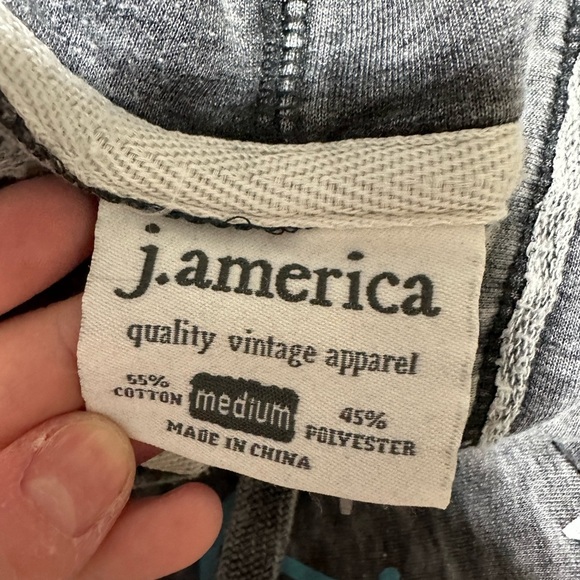 j.america
quality vintage apparel
55% COTTON medium 45% POLYESTER
MADE IN CHINA